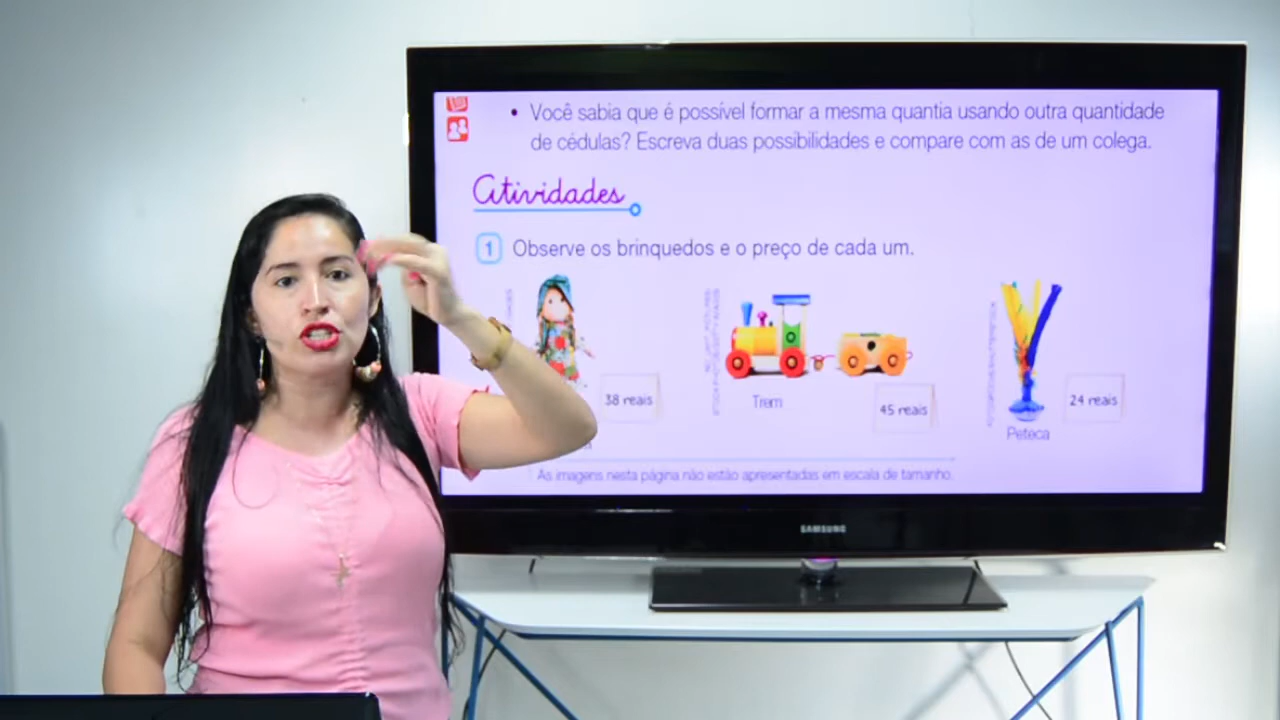 • Você sabia que é possível formar a mesma quantia usando outra quantidade
de cédulas? Escreva duas possibilidades e compare com as de um colega.
Atividades
1 Observe os brinquedos e o preço de cada um.
38 reais
Trem
45 reais
Peteca
24 reais
As imagens nesta página não estão apresentadas em escala de tamanho.
SAMSUNG